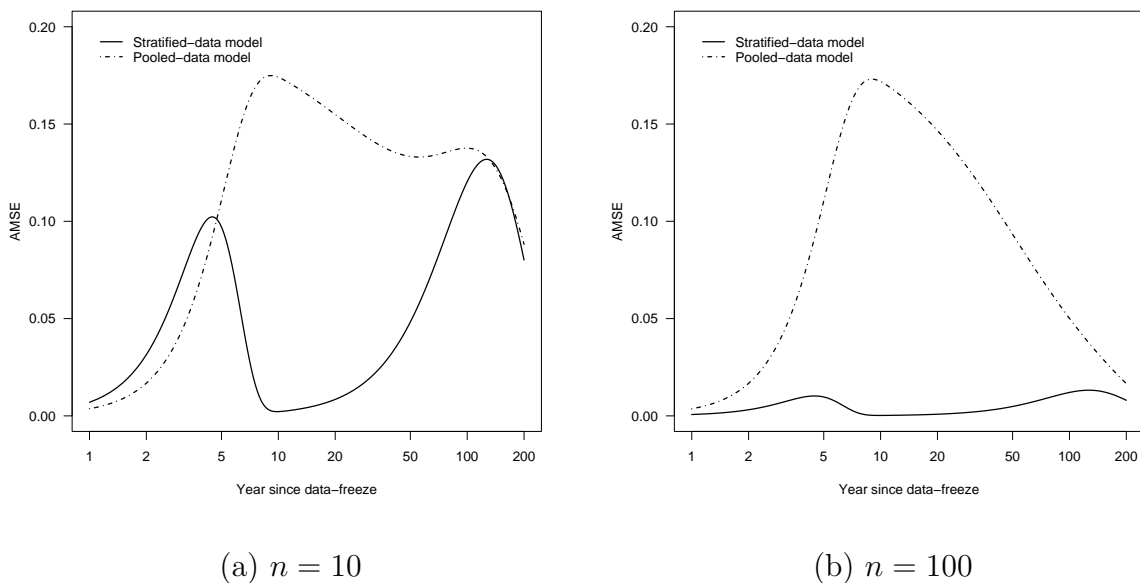 0.20
0.15
0.10
0.05
0.00
AMSE
Stratified−data model
Pooled−data model
1 2 5 10 20 50 100 200
Year since data−freeze
(a) n = 10
0.20
0.15
0.10
0.05
0.00
AMSE
Stratified−data model
Pooled−data model
1 2 5 10 20 50 100 200
Year since data−freeze
(b) n = 100